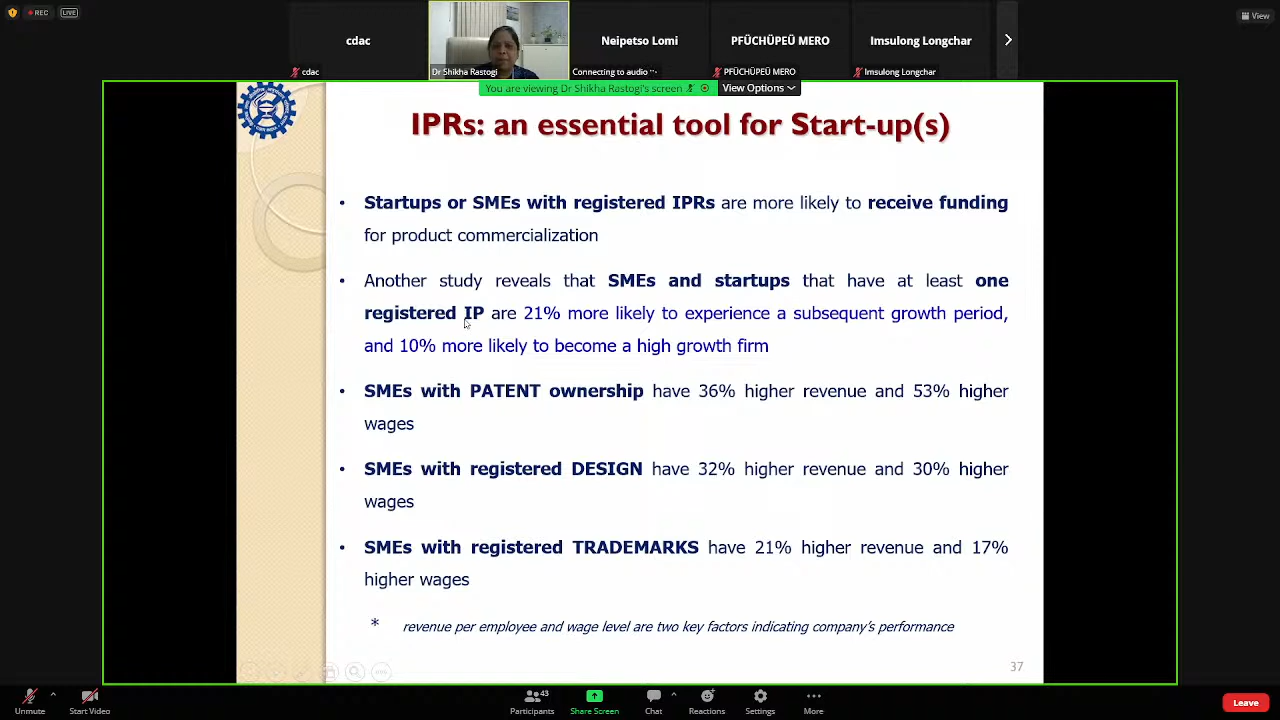 REC
LIVE
View
cdac
Neipetso Lomi
PFÜCHÜPEÜ MERO
Imsulong Longchar
cdac
Dr Shikha Rastogi
Connecting to audio ···
PFÜCHÜPEÜ MERO
Imsulong Longchar
You are viewing Dr Shikha Rastogi's screen
View Options
IPRs: an essential tool for Start-up(s)
• Startups or SMEs with registered IPRs are more likely to receive funding
for product commercialization
• Another study reveals that SMEs and startups that have at least one
registered IP are 21% more likely to experience a subsequent growth period,
and 10% more likely to become a high growth firm
• SMEs with PATENT ownership have 36% higher revenue and 53% higher
wages
• SMEs with registered DESIGN have 32% higher revenue and 30% higher
wages
• SMEs with registered TRADEMARKS have 21% higher revenue and 17%
higher wages
* revenue per employee and wage level are two key factors indicating company's performance
37
Unmute
Start Video
43
Participants
Share Screen
Chat
Reactions
Settings
More
Leave